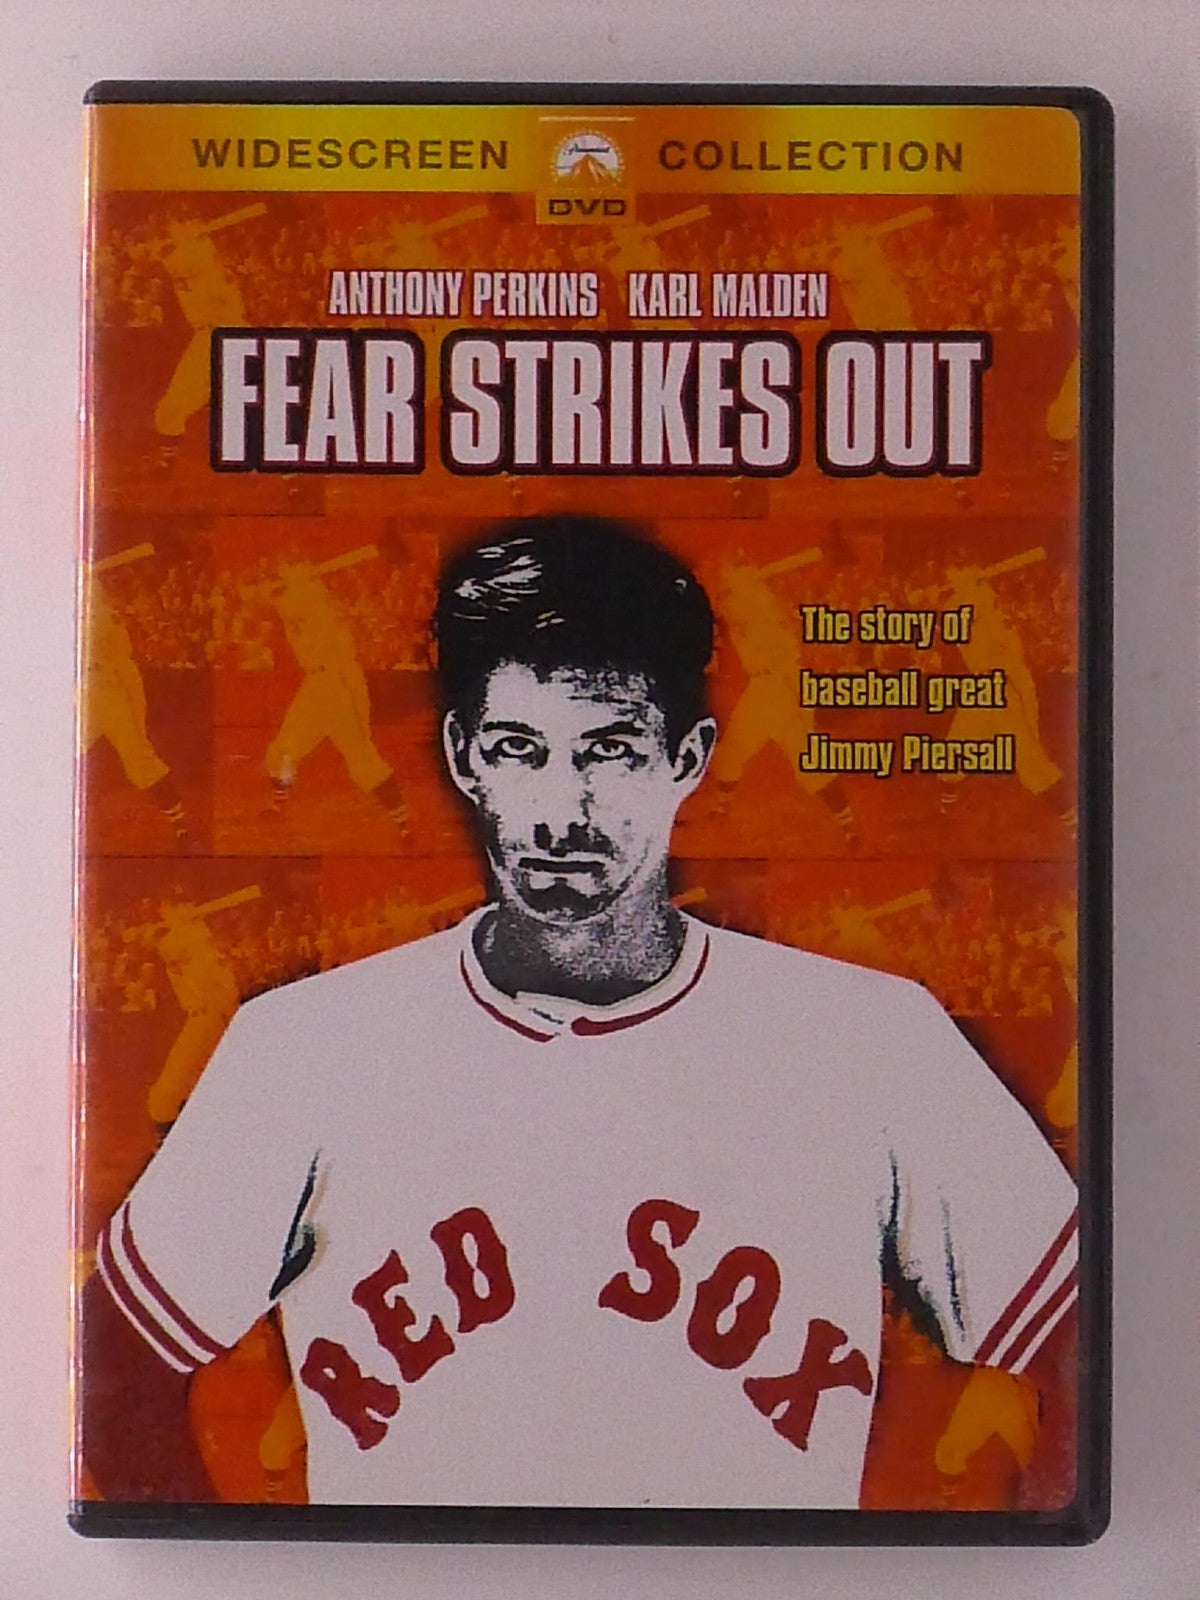 WIDESCREEN COLLECTION
Paramount
DVD
ANTHONY PERKINS KARL MALDEN
FEAR STRIKES OUT
The story of
baseball great
Jimmy Piersall
RED SOX